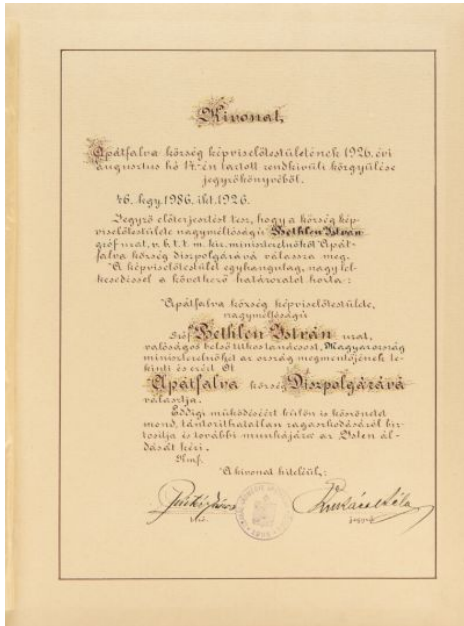 Kivonat,
Apátfalva község képviselőtestületének 1926. évi
augusztus hó 17.-én tartott rendkívüli közgyűlése
jegyzőkönyvéből.
46. kgy. 1986. ikt. 1926.
Jegyző előterjesztést tesz, hogy a község kép-
viselőtestülete nagyméltóságú Bethlen István
gróf urat, v. b. t. t. m. kir. miniszterelnököt Apát-
falva község díszpolgárává válassza meg.
A képviselőtestület egyhangulag, nagy lel-
kesedéssel a következő határozatot hozta:
Apátfalva község képviselőtestülete,
nagyméltóságú
Gróf Bethlen István urat,
valóságos belső titkos tanácsost, Magyarország
miniszterelnökét az ország megmentőjének te-
kinti és ezért Őt
Apátfalva község Díszpolgárává
választja.
Eddigi működéséért külön is köszönetet
mond, tántoríthatatlan ragaszkodásáról biz-
tosítja és további munkájára az Isten ál-
dását kéri.
Kmf.
A kivonat hiteléül:
jegyző